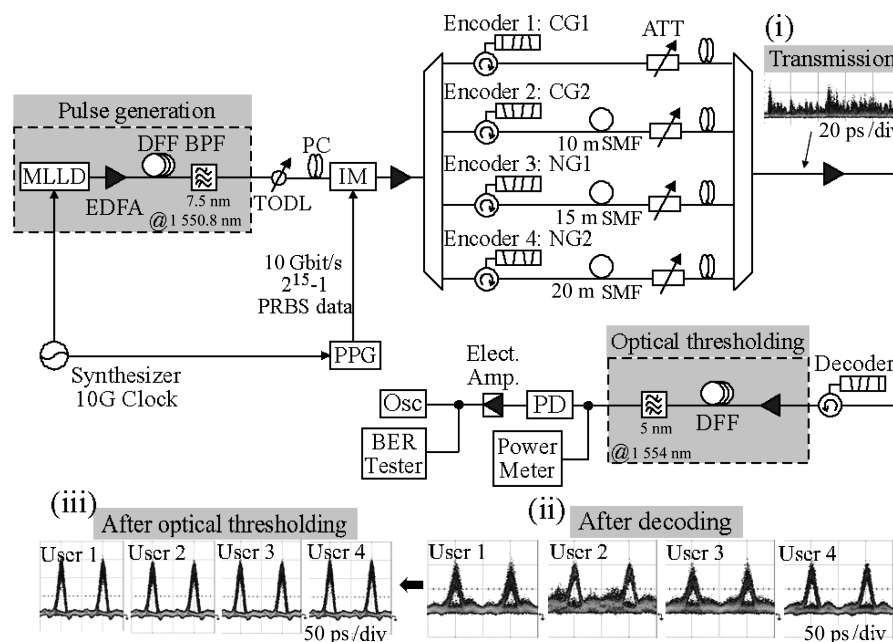 Encoder 1: CG1
ATT
(i)
Transmission
20 ps/div
Pulse generation
DFF BPF
MLLD
EDFA
7.5 nm
@1 550.8 nm
TODL
PC
IM
Encoder 2: CG2
10 m SMF
Encoder 3: NG1
15 m SMF
Encoder 4: NG2
20 m SMF
10 Gbit/s
2¹⁵-1
PRBS data
PPG
Synthesizer
10G Clock
Optical thresholding
Decoder
5 nm
DFF
@1 554 nm
Elect.
Amp.
Osc
PD
BER
Tester
Power
Meter
(iii)
After optical thresholding
User 1
User 2
User 3
User 4
50 ps/div
(ii)
After decoding
User 1
User 2
User 3
User 4
50 ps/div